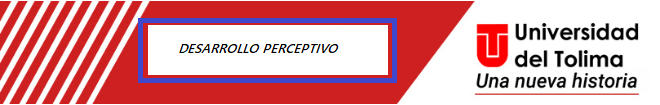 DESARROLLO PERCEPTIVO
Universidad
del Tolima
Una nueva historia